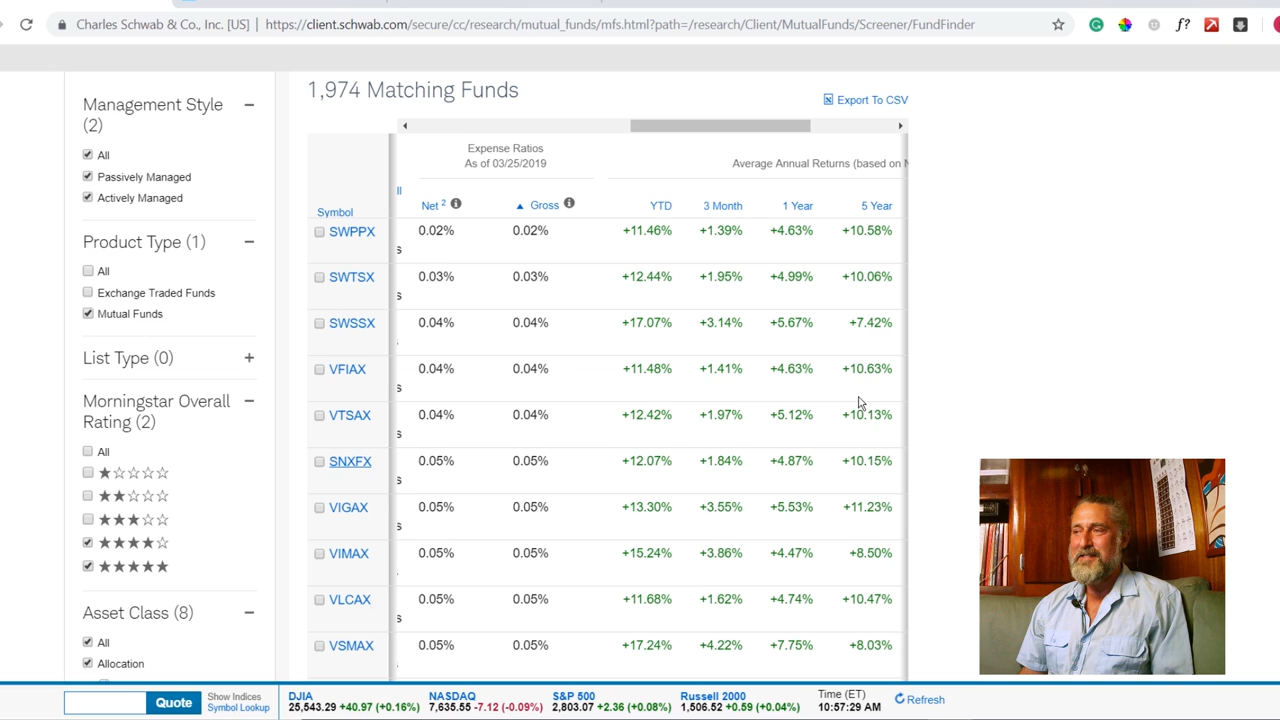 Charles Schwab & Co., Inc. [US] | https://client.schwab.com/secure/cc/research/mutual_funds/mfs.html?path=/research/Client/MutualFunds/Screener/FundFinder
f?
Management Style (2)
All
Passively Managed
Actively Managed
Product Type (1)
All
Exchange Traded Funds
Mutual Funds
List Type (0)
Morningstar Overall Rating (2)
All
Asset Class (8)
All
Allocation
1,974 Matching Funds
Export To CSV
Expense Ratios
As of 03/25/2019
Average Annual Returns (based on
Symbol Net 2 Gross YTD 3 Month 1 Year 5 Year
SWPPX 0.02% 0.02% +11.46% +1.39% +4.63% +10.58%
SWTSX 0.03% 0.03% +12.44% +1.95% +4.99% +10.06%
SWSSX 0.04% 0.04% +17.07% +3.14% +5.67% +7.42%
VFIAX 0.04% 0.04% +11.48% +1.41% +4.63% +10.63%
VTSAX 0.04% 0.04% +12.42% +1.97% +5.12% +10.13%
SNXFX 0.05% 0.05% +12.07% +1.84% +4.87% +10.15%
VIGAX 0.05% 0.05% +13.30% +3.55% +5.53% +11.23%
VIMAX 0.05% 0.05% +15.24% +3.86% +4.47% +8.50%
VLCAX 0.05% 0.05% +11.68% +1.62% +4.74% +10.47%
VSMAX 0.05% 0.05% +17.24% +4.22% +7.75% +8.03%
Quote
Show Indices
Symbol Lookup
DJIA
25,543.29 +40.97 (+0.16%)
NASDAQ
7,635.55 -7.12 (-0.09%)
S&P 500
2,803.07 +2.36 (+0.08%)
Russell 2000
1,506.52 +0.59 (+0.04%)
Time (ET)
10:57:29 AM
Refresh